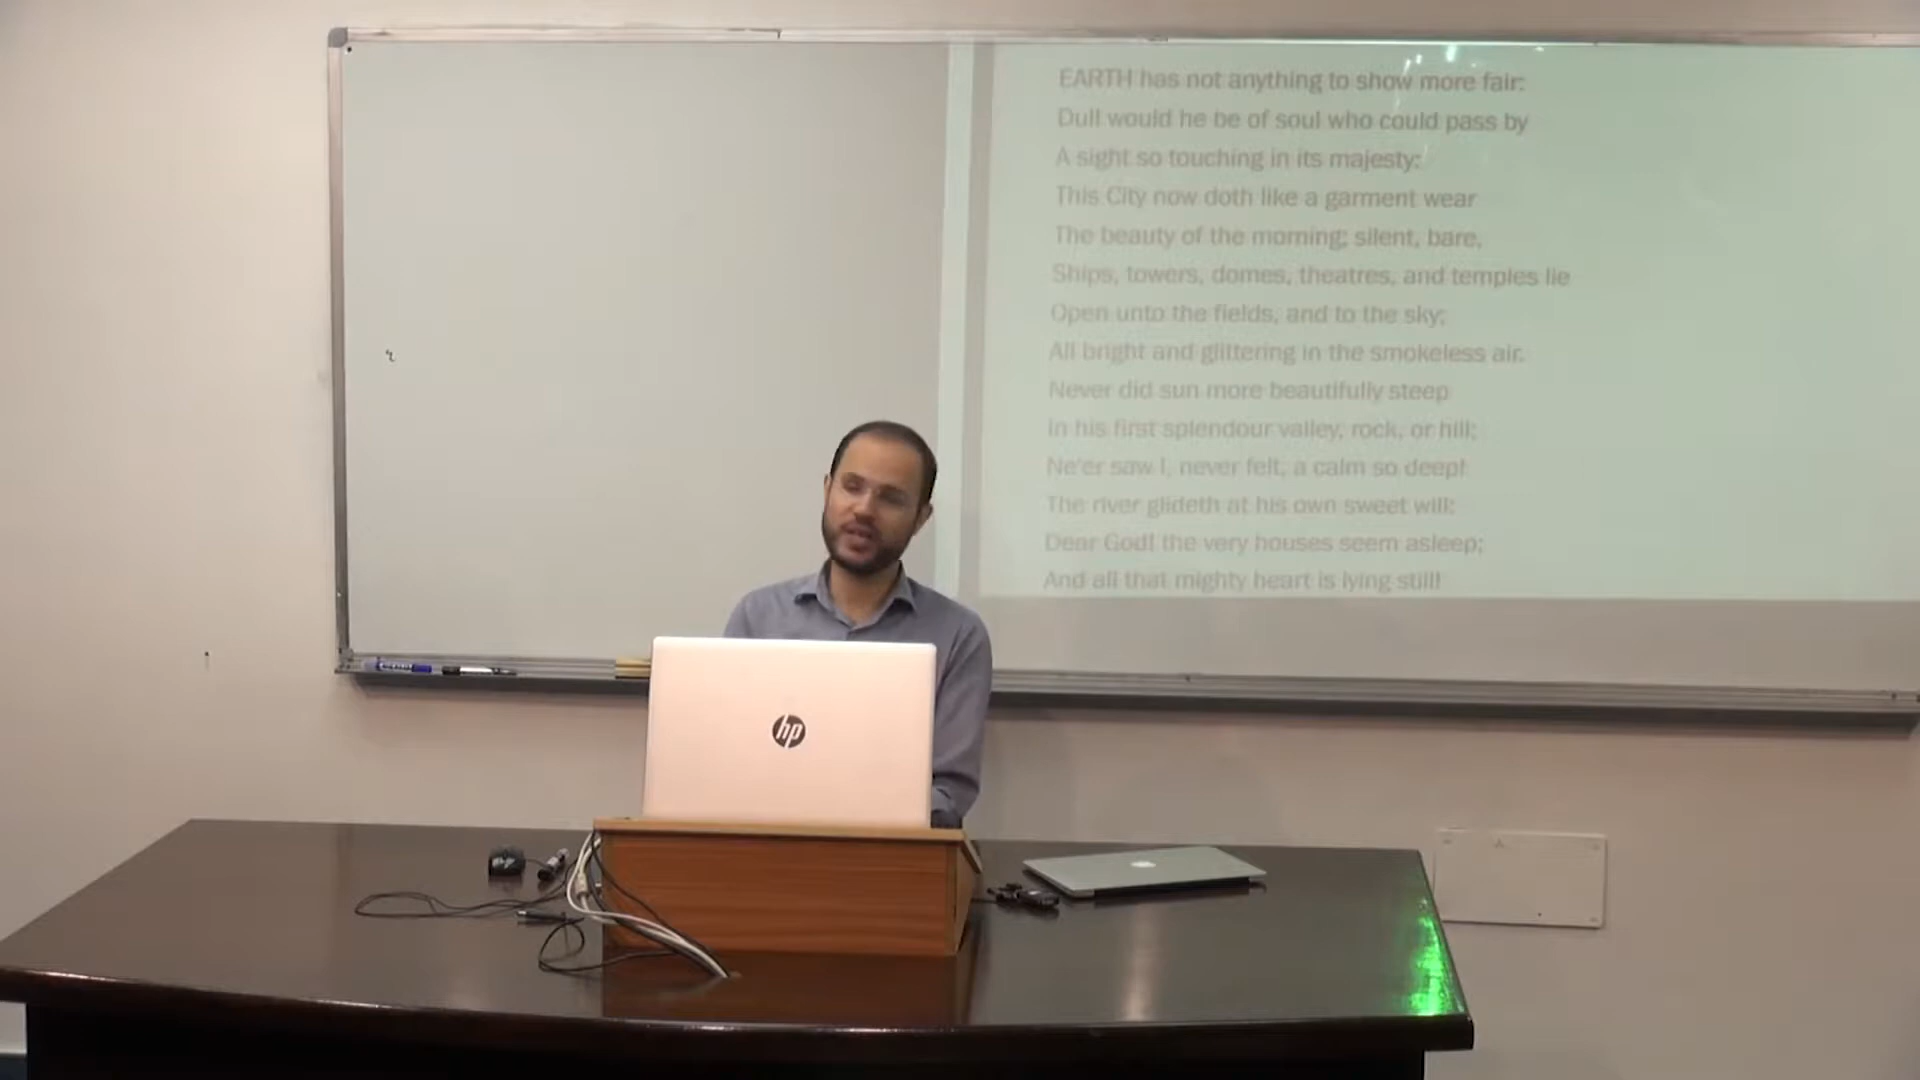 EARTH has not anything to show more fair:
Dull would he be of soul who could pass by
A sight so touching in its majesty:
This City now doth like a garment wear
The beauty of the morning; silent, bare,
Ships, towers, domes, theatres, and temples lie
Open unto the fields, and to the sky;
All bright and glittering in the smokeless air.
Never did sun more beautifully steep
In his first splendour valley, rock, or hill;
Ne'er saw I, never felt, a calm so deep!
The river glideth at his own sweet will:
Dear God! the very houses seem asleep;
And all that mighty heart is lying still!
hp